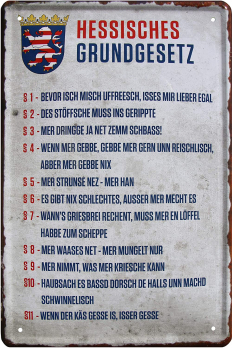 HESSISCHES
GRUNDGESETZ
§ 1 - BEVOR ISCH MISCH UFFREESCH, ISSES MIR LIEBER EGAL
§ 2 - DES STÖFFSCHE MUSS INS GERIPPTE
§ 3 - MER DRINGGE JA NET ZEMM SCHBASS!
§ 4 - WENN MER GEBBE, GEBBE MER GERN UNN REISCHLISCH,
ABBER MER GEBBE NIX
§ 5 - MER STRUNSE NEZ - MER HAN
§ 6 - ES GIBT NIX SCHLECHTES, AUSSER MER MECHT ES
§ 7 - WANN'S GRIESBREI RECHENT, MUSS MER EN LÖFFEL
HABBE ZUM SCHEPPE
§ 8 - MER WAASES NET - MER MUNGELT NUR
§ 9 - MER NIMMT, WAS MER KRIESCHE KANN
§10 - HAUBSACH ES BASSD DORSCH DE HALLS UNN MACHD
SCHWINNELISCH
§11 - WENN DER KÄS GESSE IS, ISSER GESSE